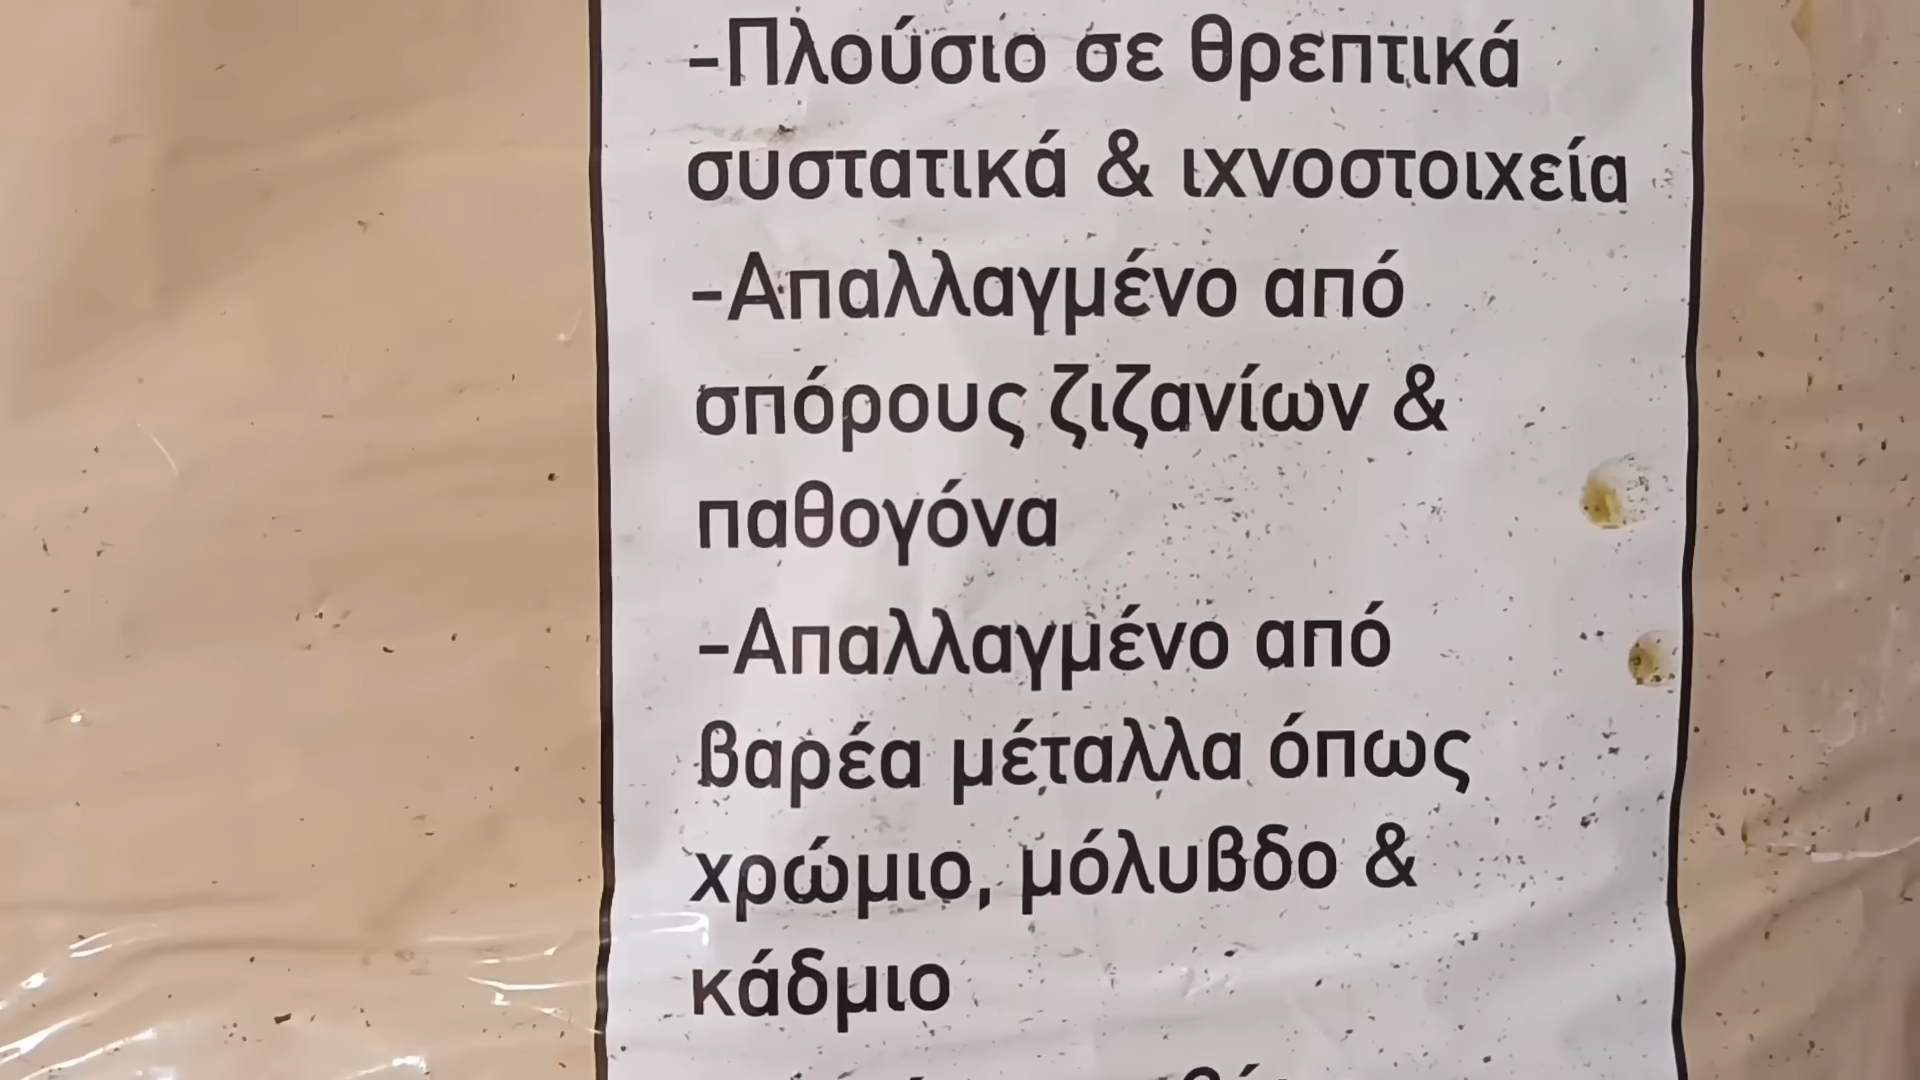 -Πλούσιο σε θρεπτικά
συστατικά & ιχνοστοιχεία
-Απαλλαγμένο από
σπόρους ζιζανίων &
παθογόνα
-Απαλλαγμένο από
βαρέα μέταλλα όπως
χρώμιο, μόλυβδο &
κάδμιο